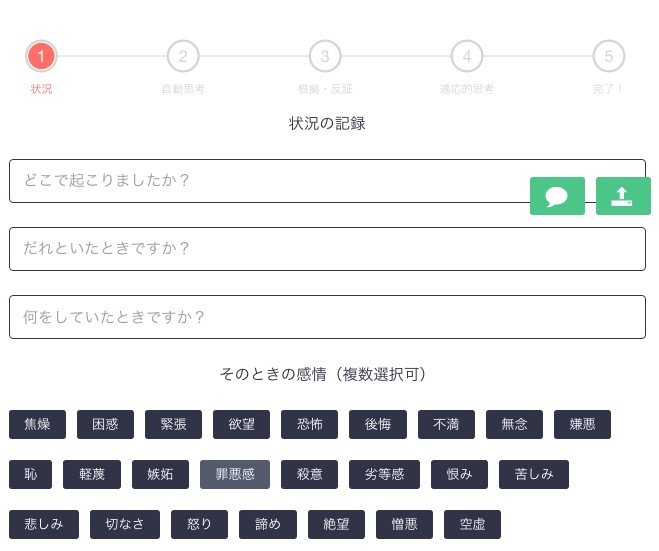 1 2 3 4 5
状況 自動思考 根拠・反証 適応的思考 完了！
状況の記録
どこで起こりましたか？
だれといたときですか？
何をしていたときですか？
そのときの感情（複数選択可）
焦燥 困惑 緊張 欲望 恐怖 後悔 不満 無念 嫌悪
恥 軽蔑 嫉妬 罪悪感 殺意 劣等感 恨み 苦しみ
悲しみ 切なさ 怒り 諦め 絶望 憎悪 空虚